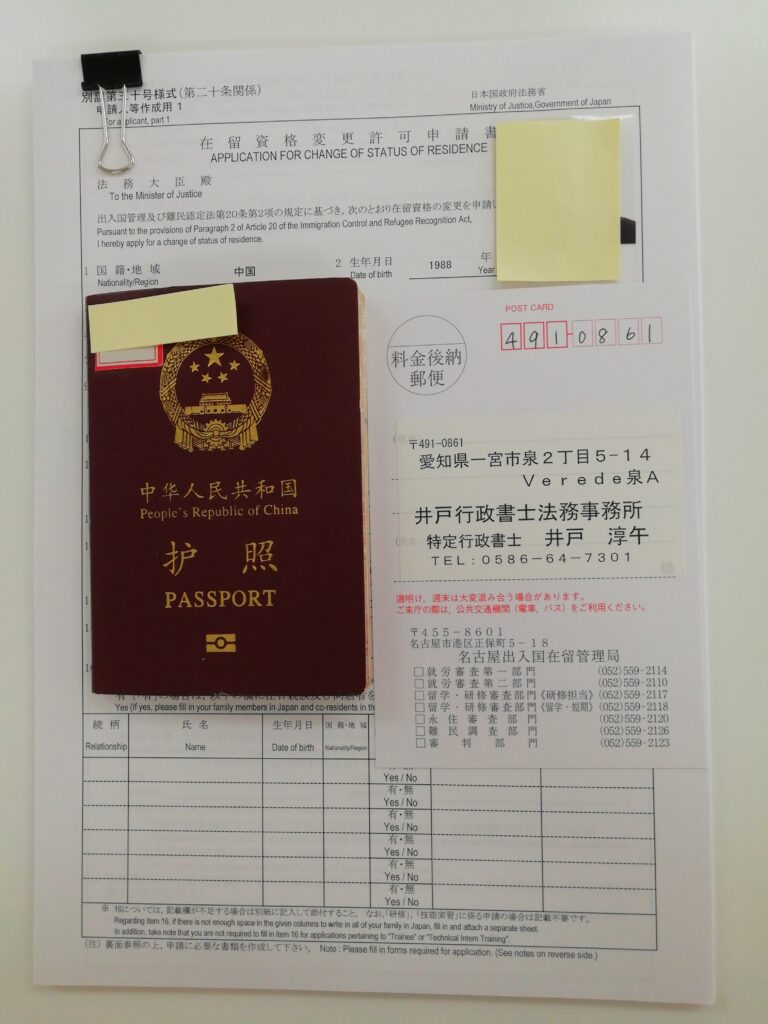 別記第三十号様式（第二十条関係）
申請人等作成用 1
For applicant, part 1
日本国政府法務省
Ministry of Justice,Government of Japan
在留資格変更許可申請書
APPLICATION FOR CHANGE OF STATUS OF RESIDENCE
法務大臣殿
To the Minister of Justice
出入国管理及び難民認定法第20条第2項の規定に基づき，次のとおり在留資格の変更を申請し
Pursuant to the provisions of Paragraph 2 of Article 20 of the Immigration Control and Refugee Recognition Act,
I hereby apply for a change of status of residence.
1 国籍・地域 中国 2 生年月日 1988 年
Nationality/Region Date of birth Year
中华人民共和国
People's Republic of China
护照
PASSPORT
POST CARD
491-0861
料金後納
郵便
〒491-0861
愛知県一宮市泉２丁目５-１４
Ｖｅｒｅｄｅ泉Ａ
井戸行政書士法務事務所
特定行政書士 井戸 淳午
ＴＥＬ：０５８６-６４-７３０１
様
週明け，週末は大変混み合う場合があります。
ご来庁の際は，公共交通機関（電車，バス）をご利用ください。
〒４５５-８６０１
名古屋市港区正保町５-１８
名古屋出入国在留管理局
□就労審査第一部門 (052)559-2114
□就労審査第二部門 (052)559-2110
□留学・研修審査部門《研修担当》 (052)559-2117
□留学・研修審査部門(留学・短期) (052)559-2118
□永住審査部門 (052)559-2120
□難民調査部門 (052)559-2126
□審判部門 (052)559-2123
Yes (If yes, please fill in your family members in Japan and co-residents in th
続柄 氏名 生年月日 国籍・地域
Relationship Name Date of birth Nationality/Region
Yes / No
有・無
Yes / No
有・無
Yes / No
有・無
Yes / No
有・無
Yes / No
有・無
Yes / No
※ 16については，記載欄が不足する場合は別紙に記入して添付すること。なお，「研修」，「技能実習」に係る申請の場合は記載不要です。
Regarding item 16, if there is not enough space in the given columns to write in all of your family in Japan, fill in and attach a separate sheet.
In addition, take note that you are not required to fill in item 16 for applications pertaining to “Trainee” or “Technical Intern Training”.
（注）裏面参照の上，申請に必要な書類を作成して下さい。 Note : Please fill in forms required for application. (See notes on reverse side.)